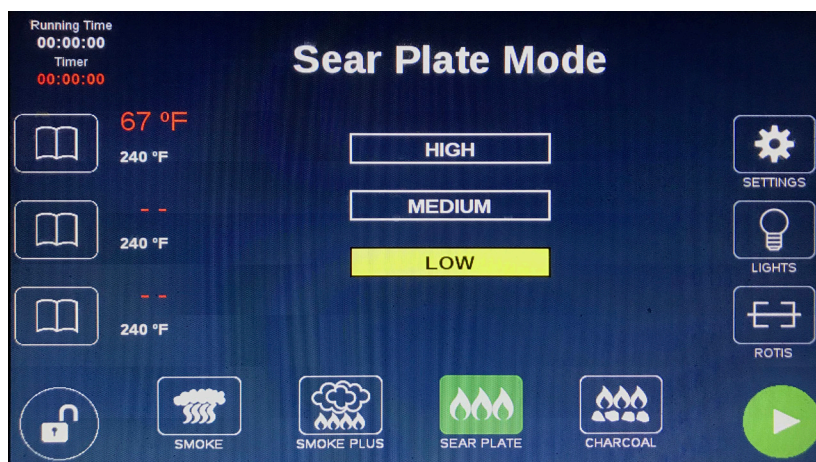 Running Time
00:00:00
Timer
00:00:00
Sear Plate Mode
67 ºF
240 ºF
- -
240 ºF
- -
240 ºF
HIGH
MEDIUM
LOW
SETTINGS
LIGHTS
ROTIS
SMOKE
SMOKE PLUS
SEAR PLATE
CHARCOAL